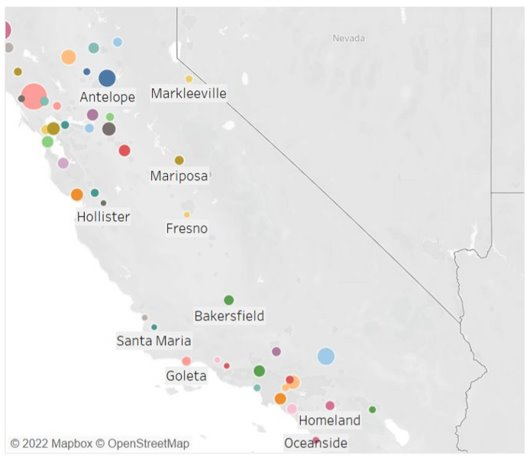 Nevada
Antelope
Markleeville
Mariposa
Hollister
Fresno
Bakersfield
Santa Maria
Goleta
Homeland
Oceanside
© 2022 Mapbox © OpenStreetMap